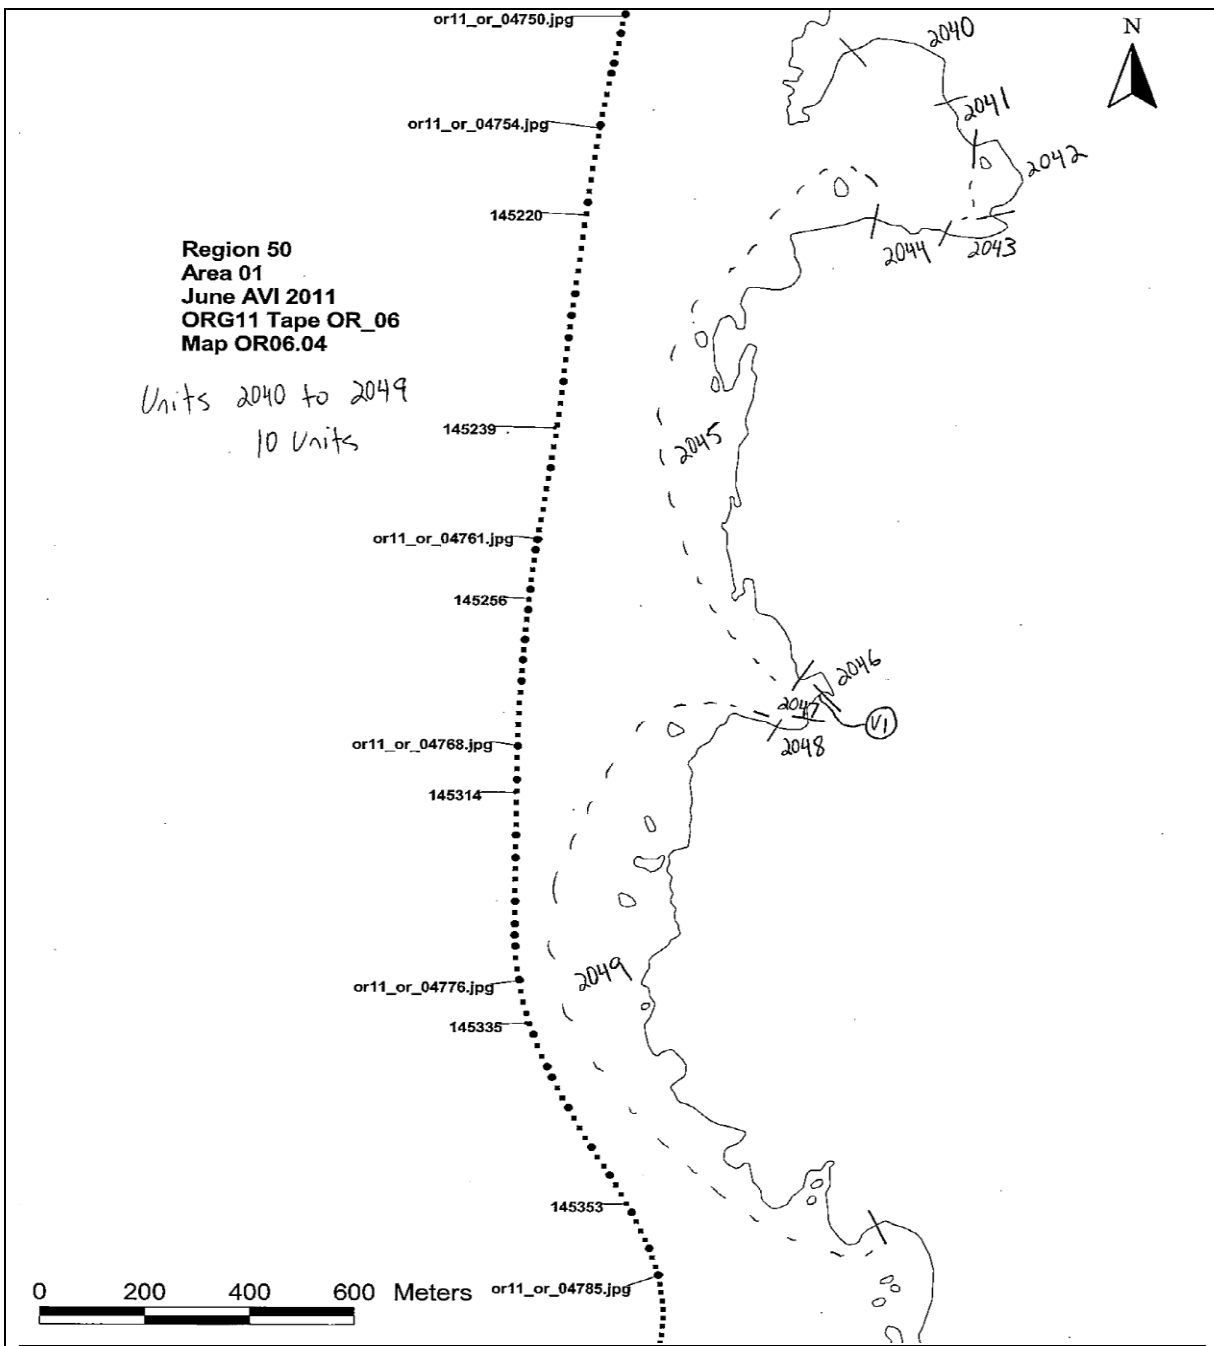 or11_or_04750.jpg
2040
N
2041
or11_or_04754.jpg
2042
145220
2044
2043
Region 50
Area 01
June AVI 2011
ORG11 Tape OR_06
Map OR06.04
Units 2040 to 2049
10 Units
145239
2045
or11_or_04761.jpg
145256
2046
2047
V1
2048
or11_or_04768.jpg
145314
2049
or11_or_04776.jpg
145335
145353
0 200 400 600 Meters
or11_or_04785.jpg